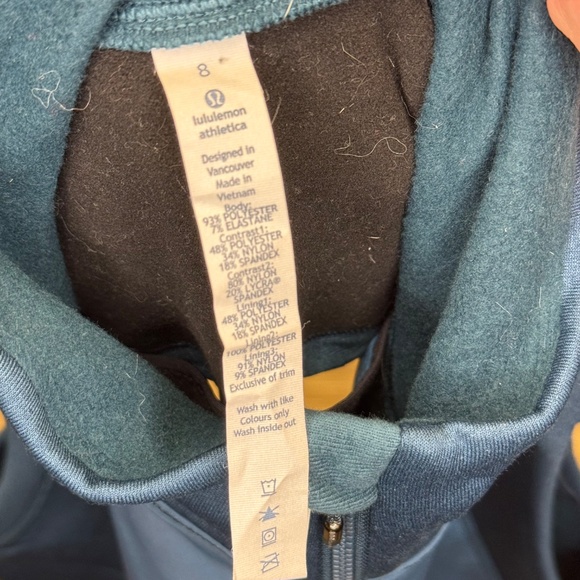 8
lululemon
athletica
Designed in
Vancouver
Made in
Vietnam
Body:
93% POLYESTER
7% ELASTANE
Contrast1:
48% POLYESTER
34% NYLON
18% SPANDEX
Contrast2:
80% NYLON
20% LYCRA®
SPANDEX
Lining1:
48% POLYESTER
34% NYLON
18% SPANDEX
Lining2:
100% POLYESTER
Lining3:
91% NYLON
9% SPANDEX
Exclusive of trim
Wash with like
Colours only
Wash inside out